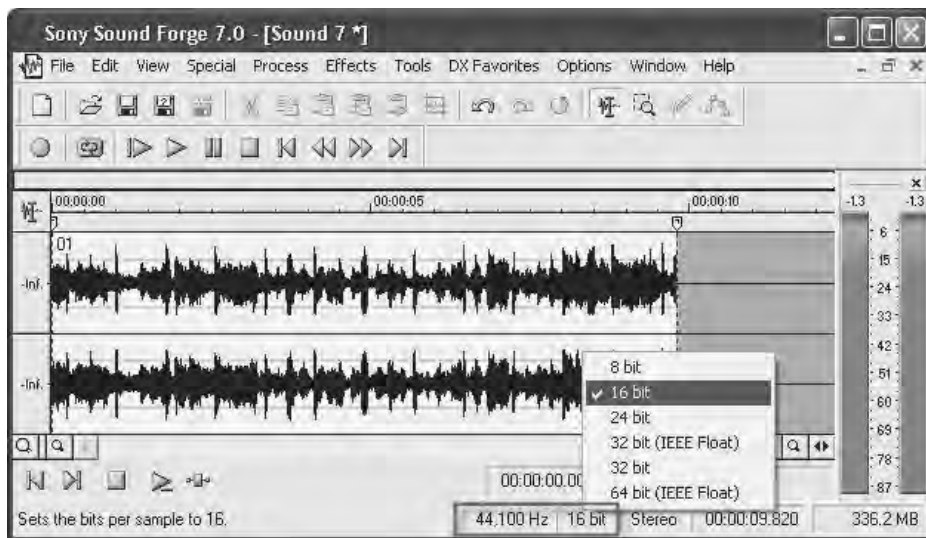 Sony Sound Forge 7.0 - [Sound 7 *]
File Edit View Special Process Effects Tools DX Favorites Options Window Help
00:00:00 00:00:05 00:00:10 -1.3 -1.3
01
-Inf.
-Inf.
6
15
24
33
42
51
60
69
78
87
8 bit
16 bit
24 bit
32 bit (IEEE Float)
32 bit
64 bit (IEEE Float)
00:00:00.00
Sets the bits per sample to 16. 44,100 Hz 16 bit Stereo 00:00:09.820 336.2 MB